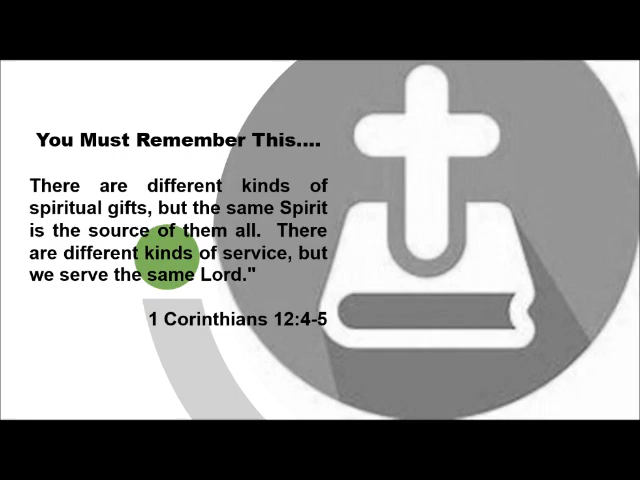 You Must Remember This....
There are different kinds of
spiritual gifts, but the same Spirit
is the source of them all. There
are different kinds of service, but
we serve the same Lord."
1 Corinthians 12:4-5